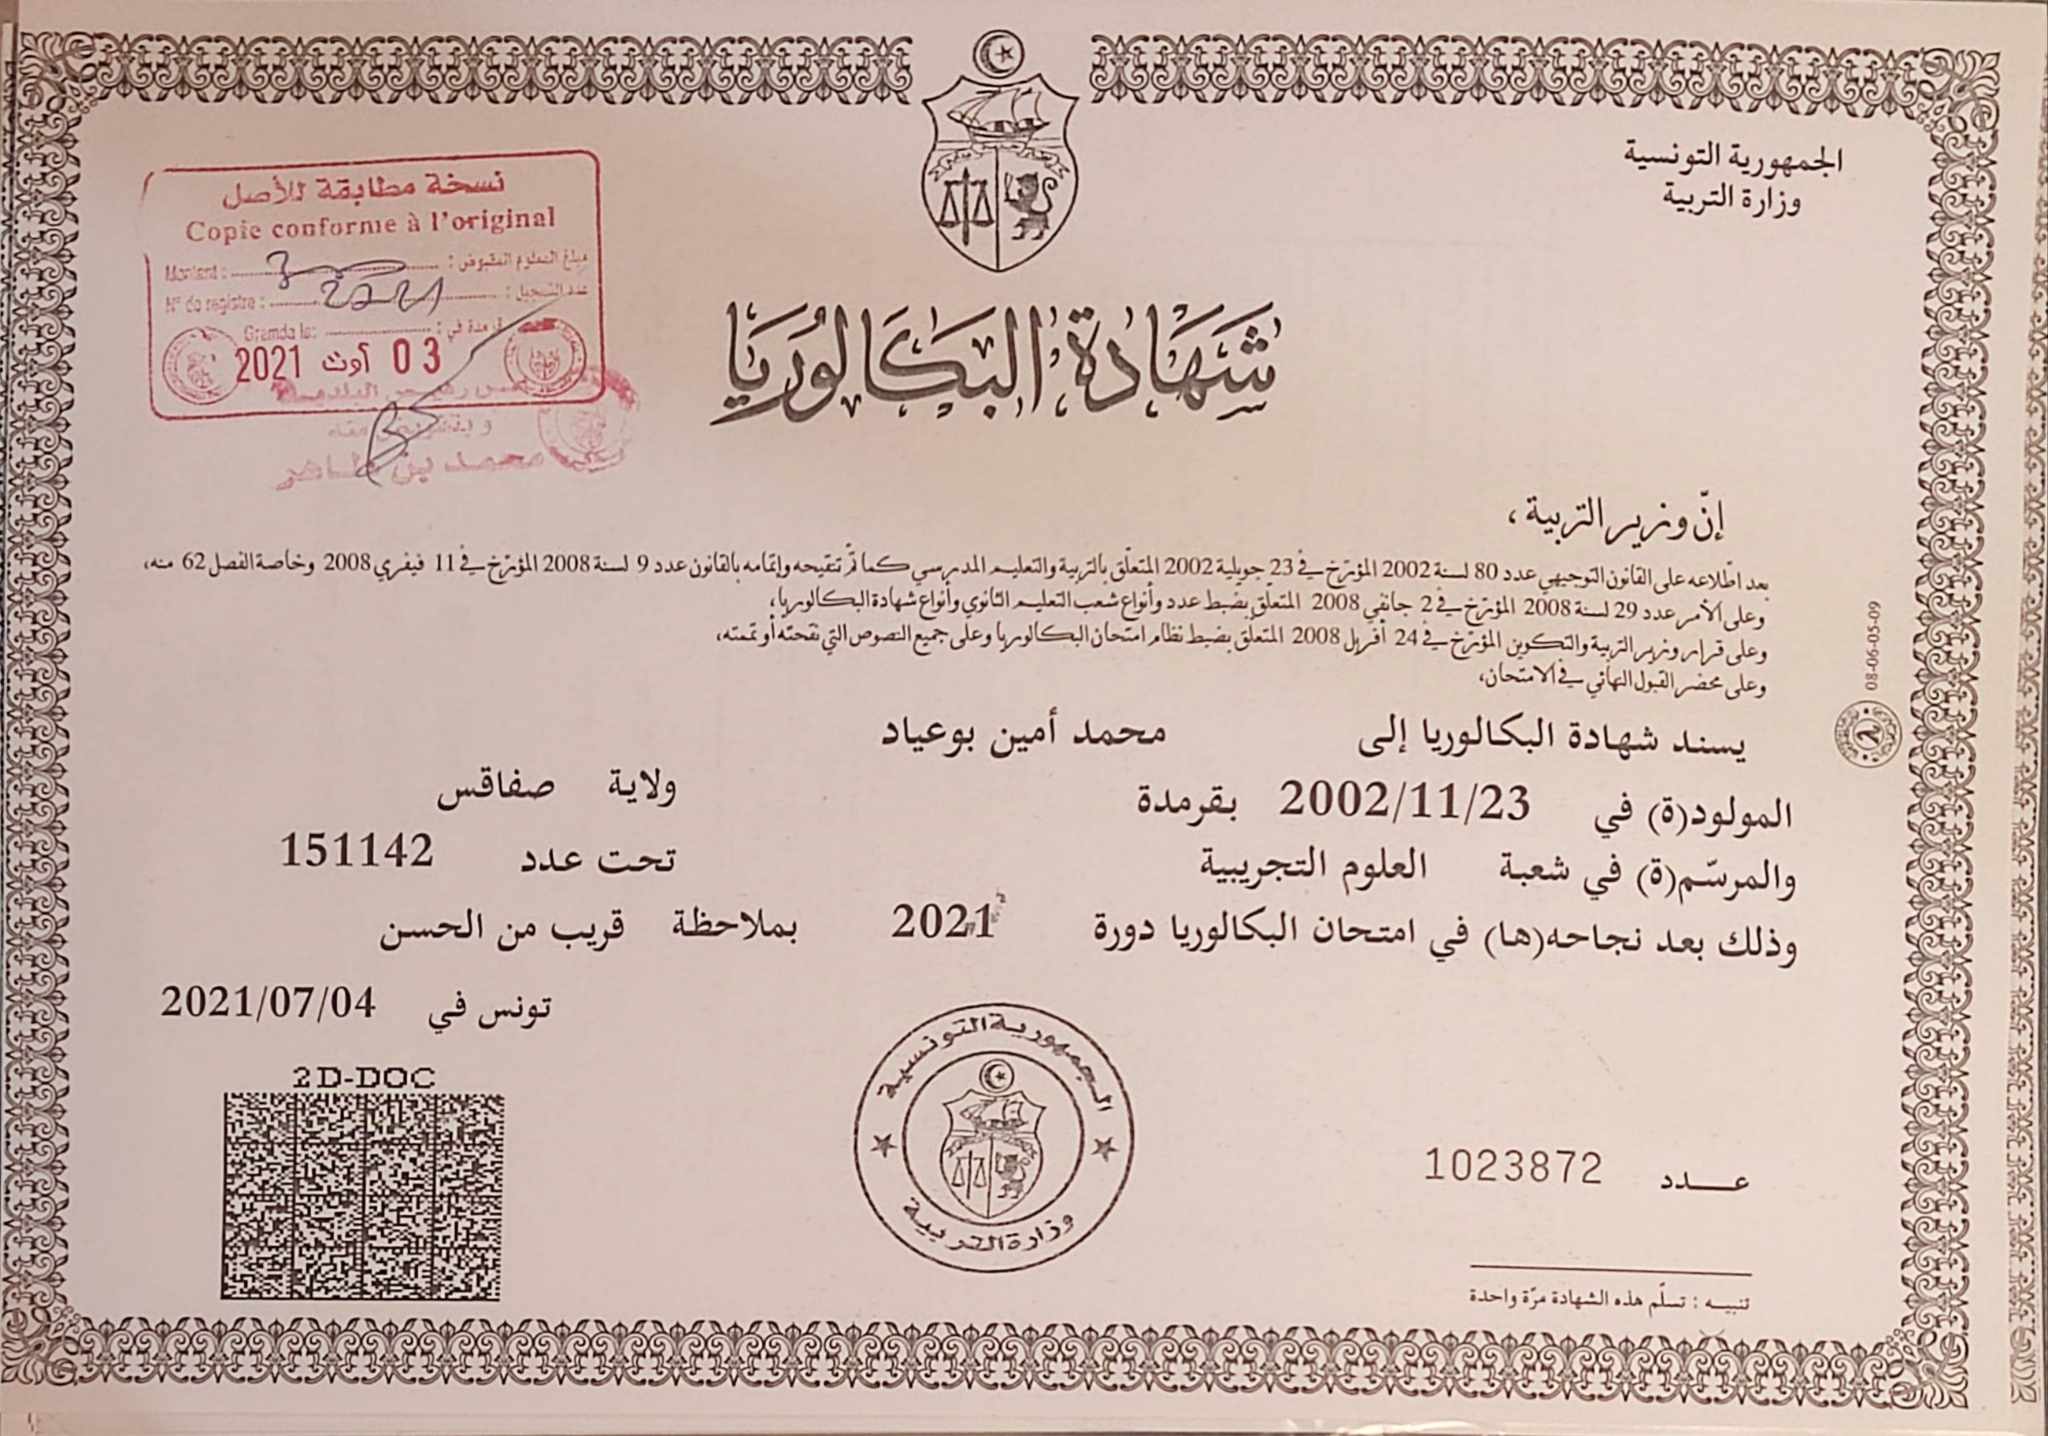 الجمهورية التونسية
وزارة التربية
نسخة مطابقة للأصل
Copie conforme à l'original
Montant : مبلغ المعلوم المقبوض :
N° de registre : عدد التسجيل :
Gremda le: قرمدة في :
03 أوت 2021
محمد بن طاهر
شهادة البكالوريا
إنّ وزير التربية ،
بعد اطّلاعه على القانون التوجيهي عدد 80 لسنة 2002 المؤرّخ في 23 جويلية 2002 المتعلّق بالتربية والتعليم المدرسي كما تمّ تنقيحه وإتمامه بالقانون عدد 9 لسنة 2008 المؤرّخ في 11 فيفري 2008 وخاصة الفصل 62 منه،
وعلى الأمر عدد 29 لسنة 2008 المؤرّخ في 2 جانفي 2008 المتعلّق بضبط عدد وأنواع شعب التعليم الثانوي وأنواع شهادة البكالوريا،
وعلى قرار وزير التربية والتكوين المؤرّخ في 24 أفريل 2008 المتعلّق بضبط نظام امتحان البكالوريا وعلى جميع النصوص التي نقحته أو تممته،
وعلى محضر القبول النهائي في الامتحان،
08-06-05-09
يسند شهادة البكالوريا إلى محمد أمين بوعياد
المولود(ة) في 2002/11/23 بقرمدة ولاية صفاقس
والمرسّم(ة) في شعبة العلوم التجريبية تحت عدد 151142
وذلك بعد نجاحه(ها) في امتحان البكالوريا دورة 2021 بملاحظة قريب من الحسن
تونس في 2021/07/04
2D-DOC
الجمهورية التونسية
وزارة التربية
عدد 1023872
تنبيه : تسلّم هذه الشهادة مرّة واحدة